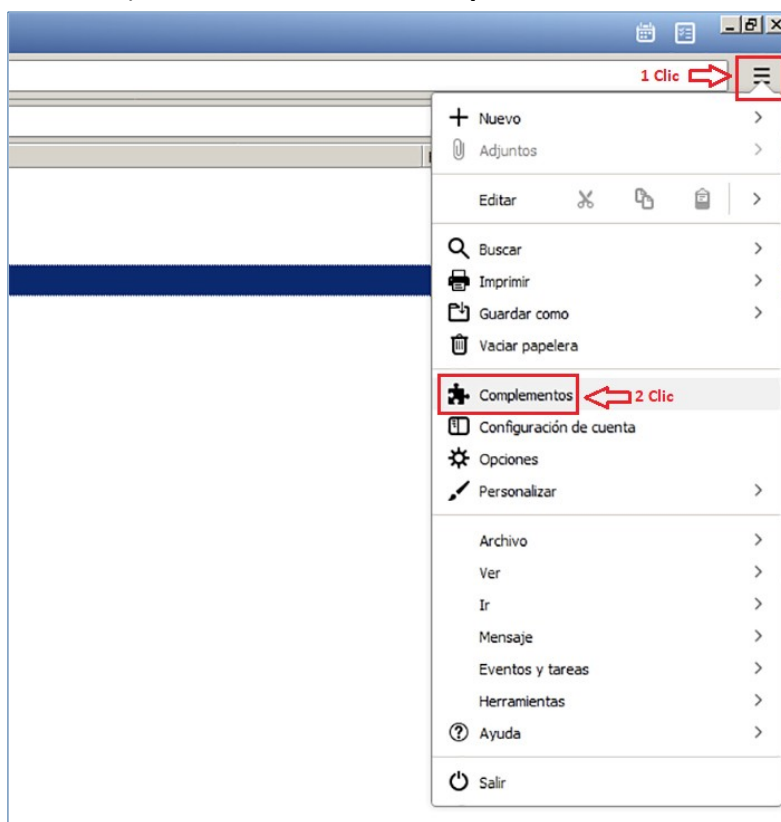 1 Clic
Nuevo
Adjuntos
Editar
Buscar
Imprimir
Guardar como
Vaciar papelera
Complementos
2 Clic
Configuración de cuenta
Opciones
Personalizar
Archivo
Ver
Ir
Mensaje
Eventos y tareas
Herramientas
Ayuda
Salir